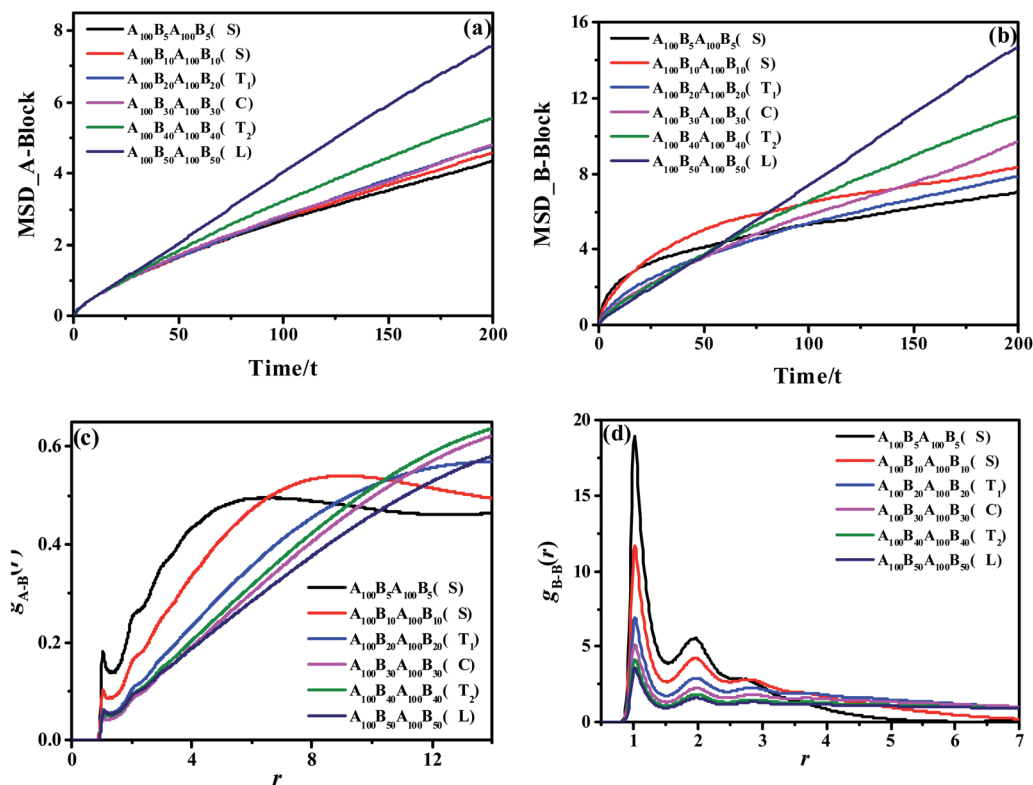 (a)
MSD_A-Block
8
6
4
2
0
A100B5A100B5( S)
A100B10A100B10( S)
A100B20A100B20( T1)
A100B30A100B30( C)
A100B40A100B40( T2)
A100B50A100B50( L)
0 50 100 150 200
Time/t
(b)
MSD_B-Block
16
12
8
4
0
A100B5A100B5( S)
A100B10A100B10( S)
A100B20A100B20( T1)
A100B30A100B30( C)
A100B40A100B40( T2)
A100B50A100B50( L)
0 50 100 150 200
Time/t
(c)
gA-B(
0.6
0.4
0.2
0.0
A100B5A100B5( S)
A100B10A100B10( S)
A100B20A100B20( T1)
A100B30A100B30( C)
A100B40A100B40( T2)
A100B50A100B50( L)
0 4 8 12
r
(d)
gB-B(r)
20
15
10
5
0
A100B5A100B5( S)
A100B10A100B10( S)
A100B20A100B20( T1)
A100B30A100B30( C)
A100B40A100B40( T2)
A100B50A100B50( L)
1 2 3 4 5 6 7
r